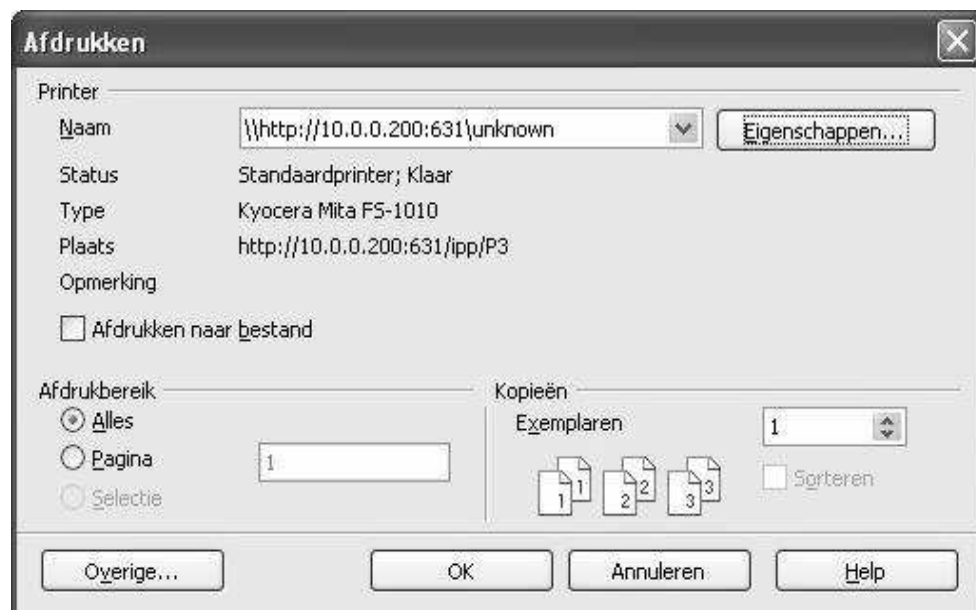 Afdrukken
Printer
Naam \\http://10.0.0.200:631\unknown Eigenschappen...
Status Standaardprinter; Klaar
Type Kyocera Mita FS-1010
Plaats http://10.0.0.200:631/ipp/P3
Opmerking
Afdrukken naar bestand
Afdrukbereik Kopieën
Alles Exemplaren 1
Pagina 1
Selectie 1 1 2 2 3 3 Sorteren
Overige... OK Annuleren Help